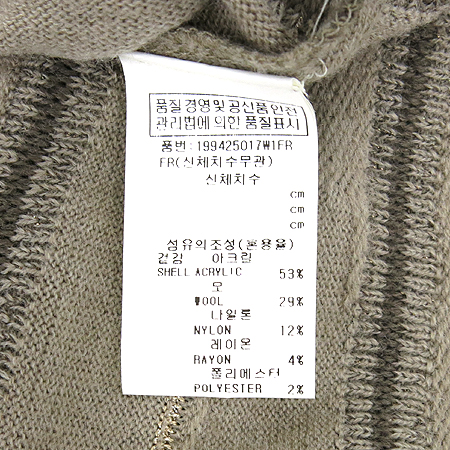 품질경영및공산품안전
관리법에 의한 품질표시
품번:199425017W1FR
FR(신체치수무관)
신체치수
cm
cm
cm
섬유의조성(혼용율)
겉감 아크릴
SHELL ACRYLIC 53%
모
WOOL 29%
나일론
NYLON 12%
레이온
RAYON 4%
폴리에스터
POLYESTER 2%